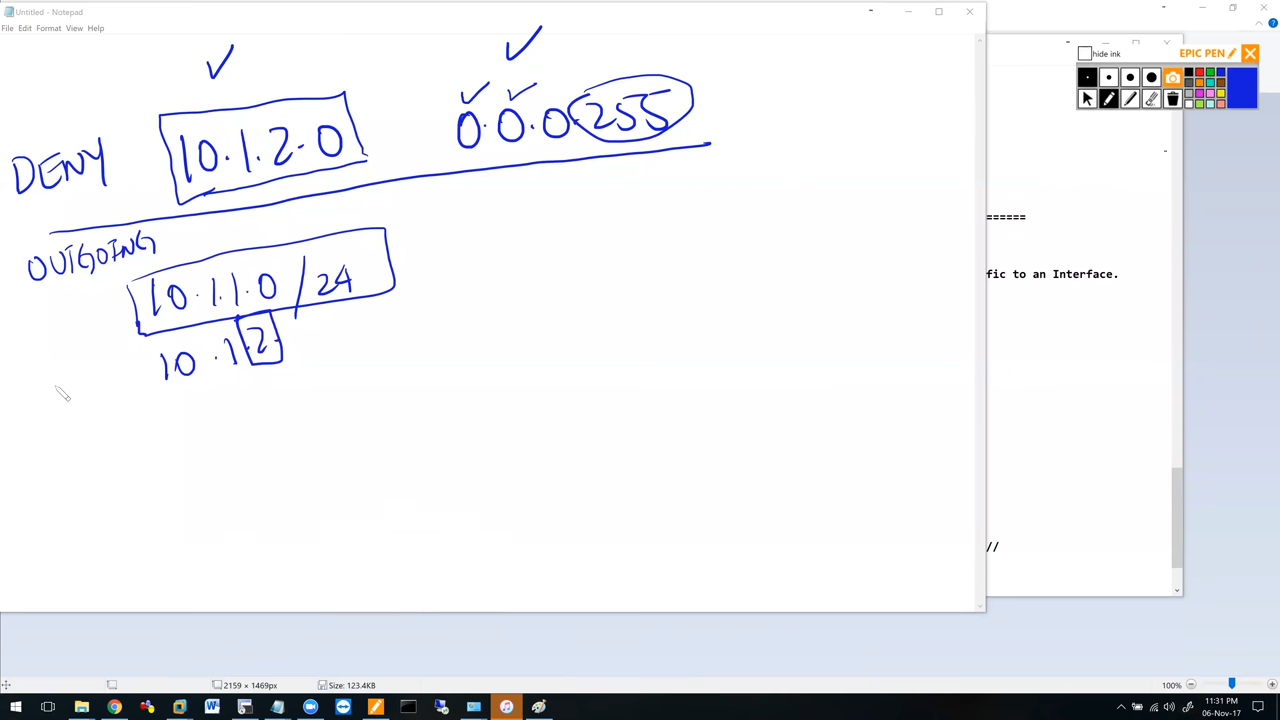 Untitled - Notepad
File Edit Format View Help
hide ink
EPIC PEN
DENY 10.1.2.0 0.0.0.255
OUTGOING
10.1.1.0/24
10.1.2.
======
fic to an Interface.
//
2159 × 1469px
Size: 123.4KB
100%
11:31 PM
06-Nov-17